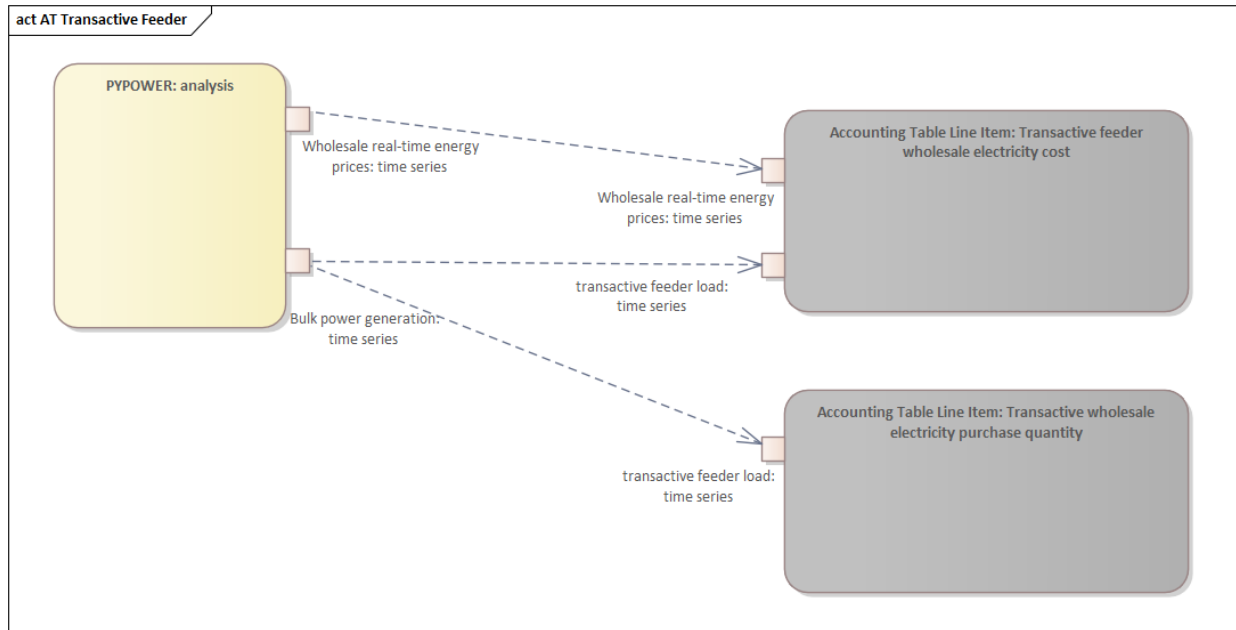 act AT Transactive Feeder
PYPOWER: analysis
Wholesale real-time energy
prices: time series
Bulk power generation:
time series
Accounting Table Line Item: Transactive feeder
wholesale electricity cost
Wholesale real-time energy
prices: time series
transactive feeder load:
time series
Accounting Table Line Item: Transactive wholesale
electricity purchase quantity
transactive feeder load:
time series